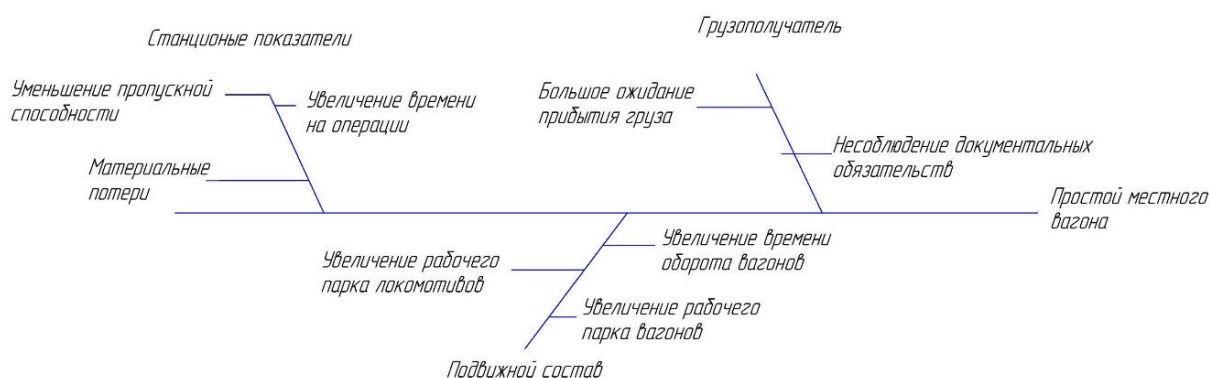 Станционые показатели
Грузополучатель
Уменьшение пропускной
способности
Увеличение времени
на операции
Большое ожидание
прибытия груза
Материальные
потери
Несоблюдение документальных
обязательств
Простой местного
вагона
Увеличение рабочего
парка локомотивов
Увеличение времени
оборота вагонов
Увеличение рабочего
парка вагонов
Подвижной состав